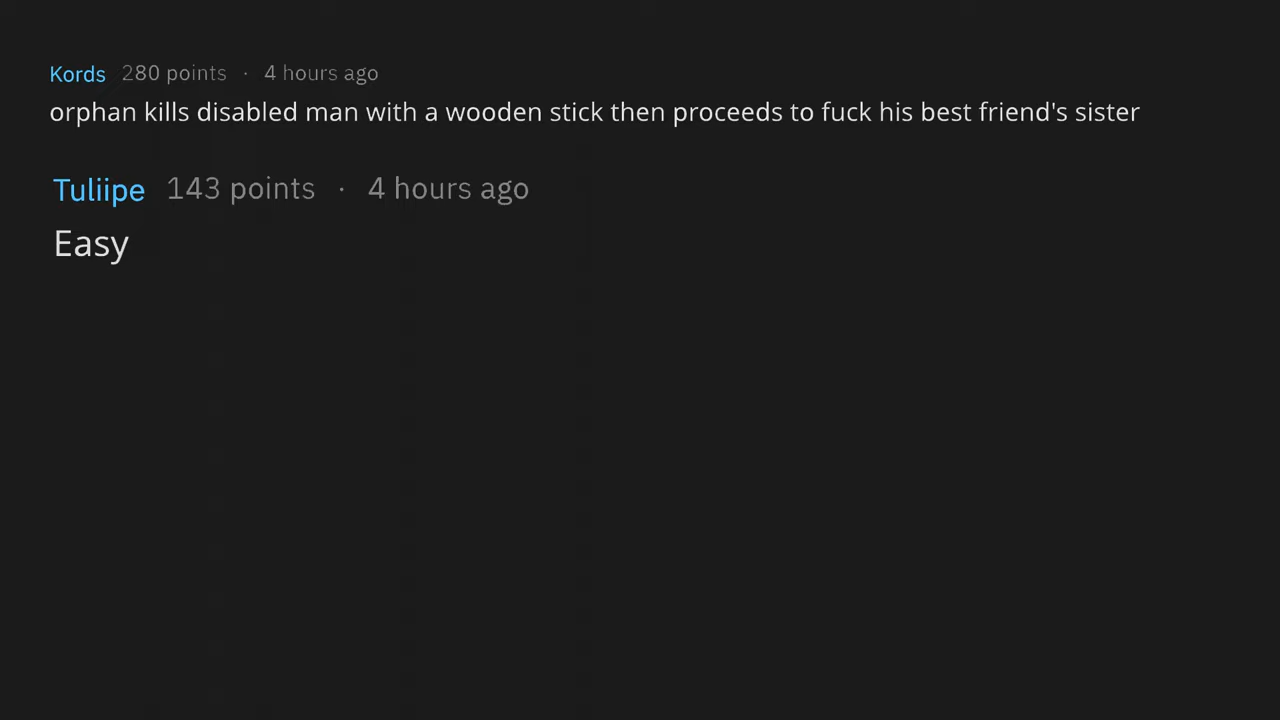 Kords 280 points · 4 hours ago
orphan kills disabled man with a wooden stick then proceeds to fuck his best friend's sister
Tuliipe 143 points · 4 hours ago
Easy